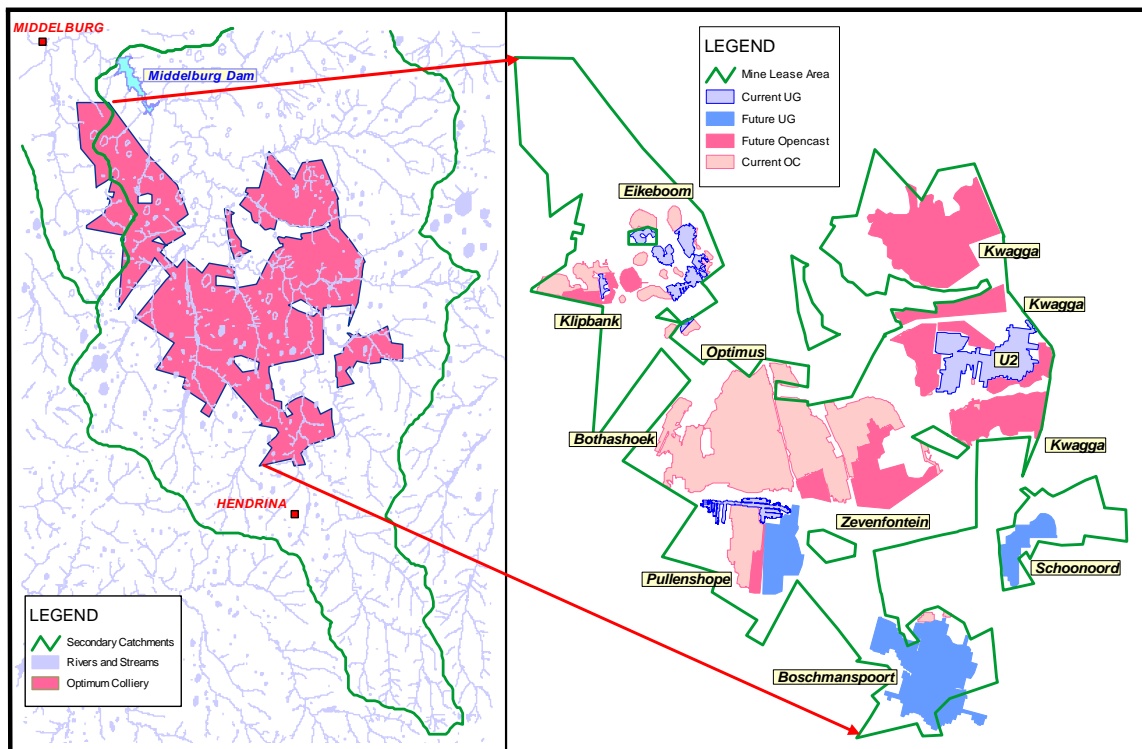 MIDDELBURG
Middelburg Dam
HENDRINA
LEGEND
Secondary Catchments
Rivers and Streams
Optimum Colliery
LEGEND
Mine Lease Area
Current UG
Future UG
Future Opencast
Current OC
Eikeboom
Kwagga
Kwagga
Klipbank
Optimus
U2
Bothashoek
Kwagga
Zevenfontein
Schoonoord
Pullenshope
Boschmanspoort